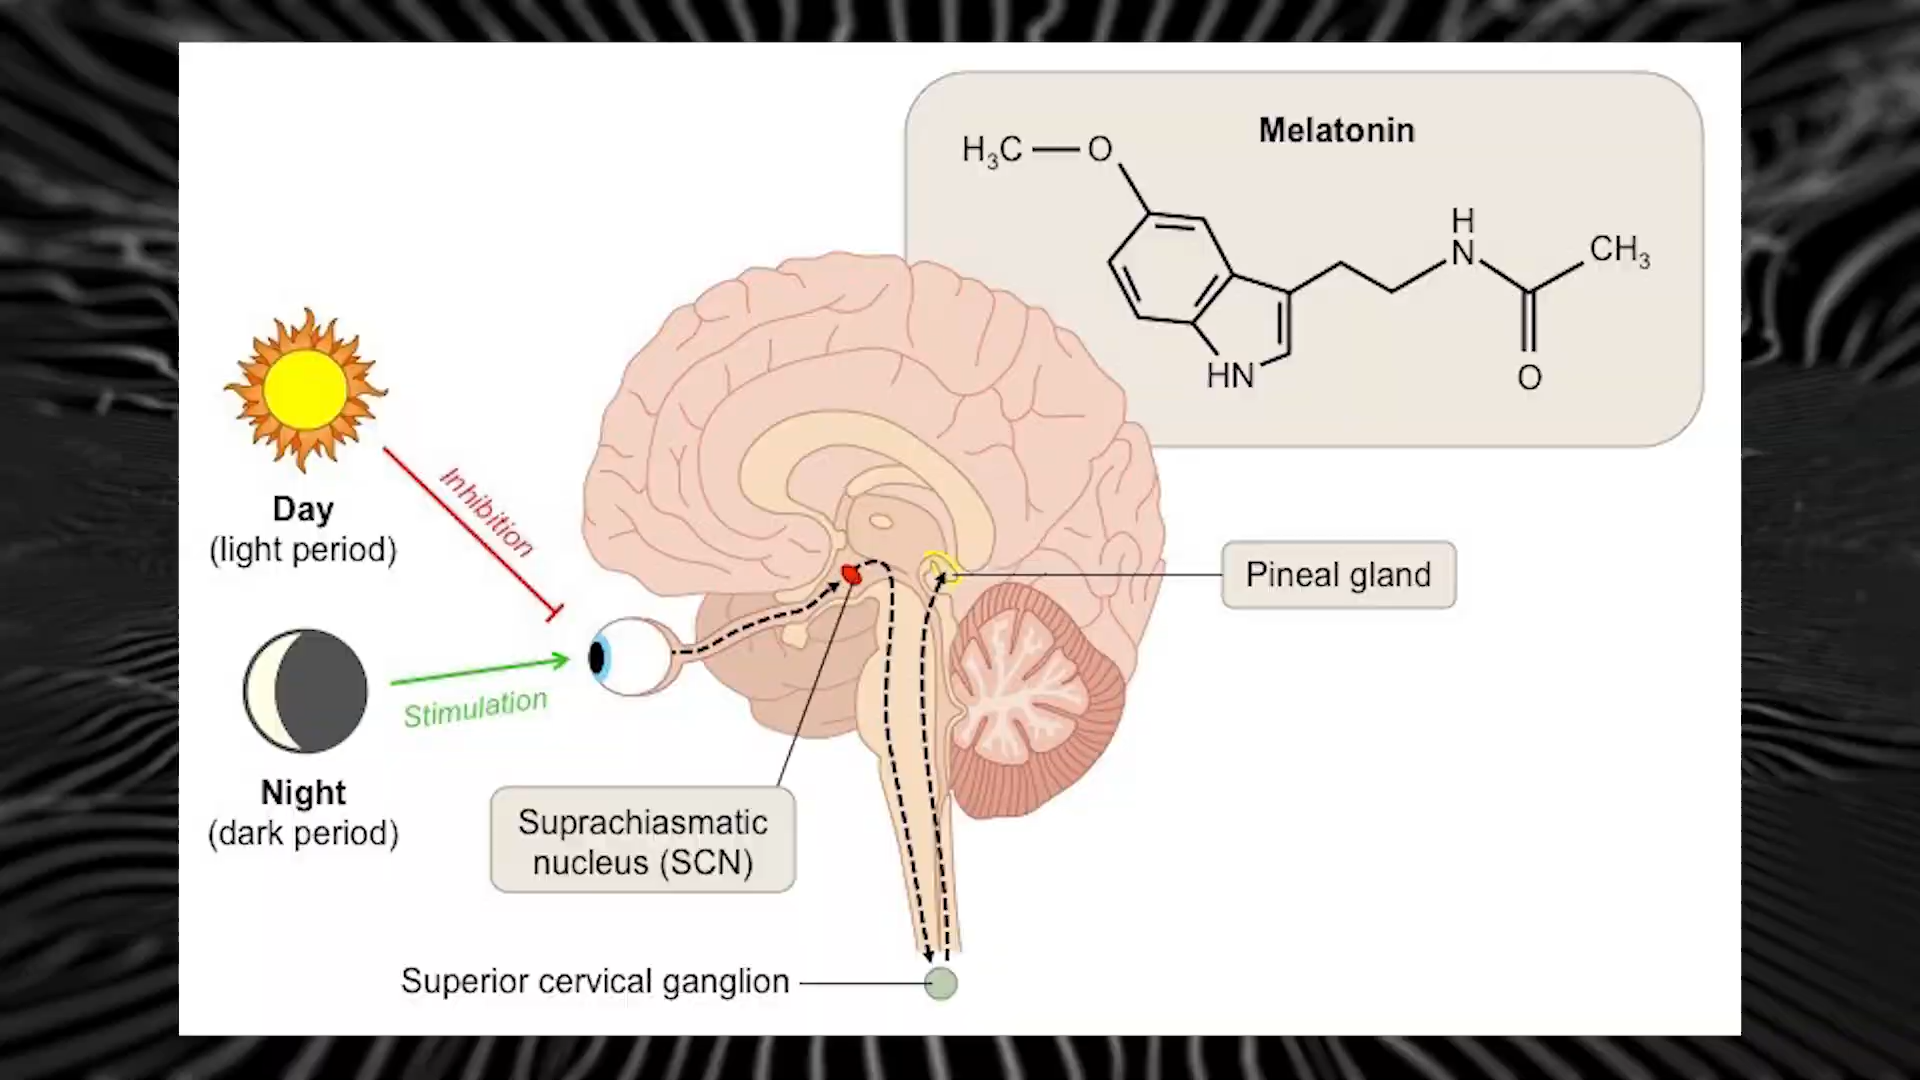 Melatonin
H₃C
O
H
N
CH₃
HN
O
Day
(light period)
Inhibition
Stimulation
Night
(dark period)
Pineal gland
Suprachiasmatic
nucleus (SCN)
Superior cervical ganglion